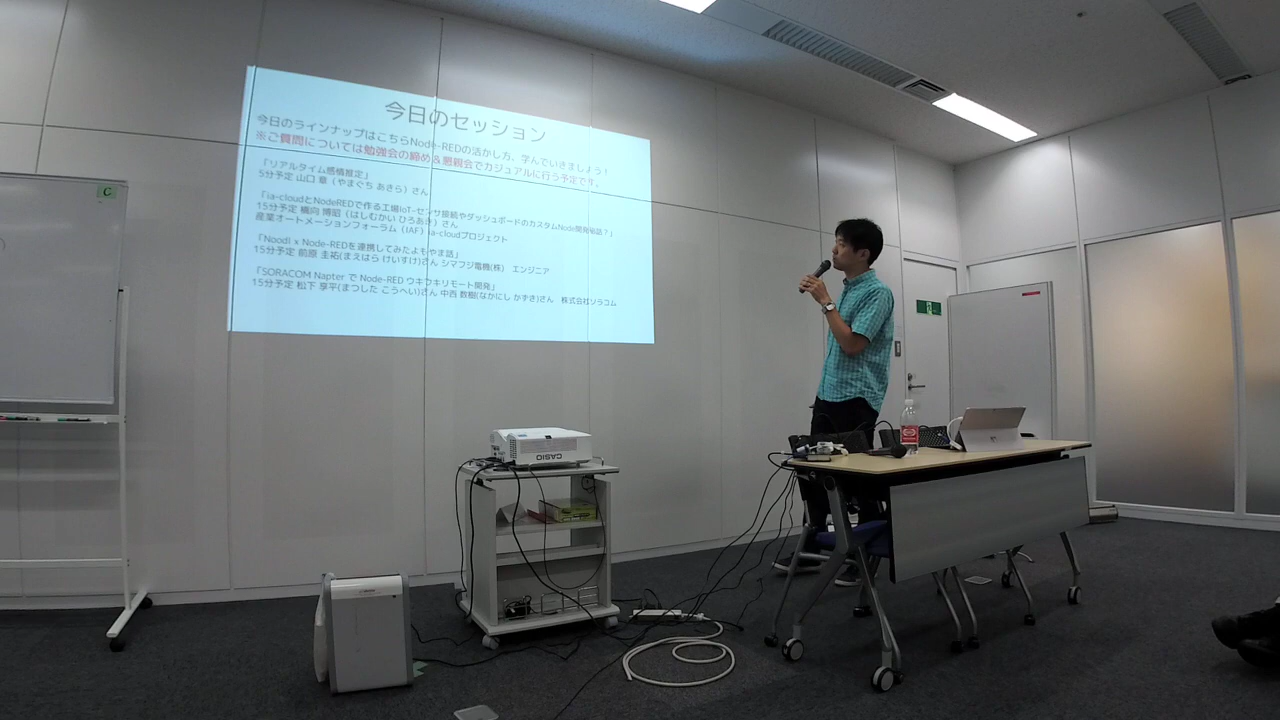 今日のセッション
今日のラインナップはこちらNode-REDの活かし方、学んでいきましょう！
※ご質問については勉強会の締め＆懇親会でカジュアルに行う予定です。
「リアルタイム感情推定」
5分予定 山口 章（やまぐち あきら）さん
「ia-cloudとNodeREDで作る工場IoT-センサ接続やダッシュボードのカスタムNode開発秘話？」
15分予定 橋向 博昭（はしむかい ひろあき）さん
産業オートメーションフォーラム（IAF）ia-cloudプロジェクト
「Noodl x Node-REDを連携してみたよもやま話」
15分予定 前原 圭祐(まえはら けいすけ)さん シマフジ電機(株) エンジニア
「SORACOM Napter で Node-RED ウキウキリモート開発」
15分予定 松下 享平(まつした こうへい)さん 中西 数樹(なかにし かずき)さん 株式会社ソラコム
C
CASIO